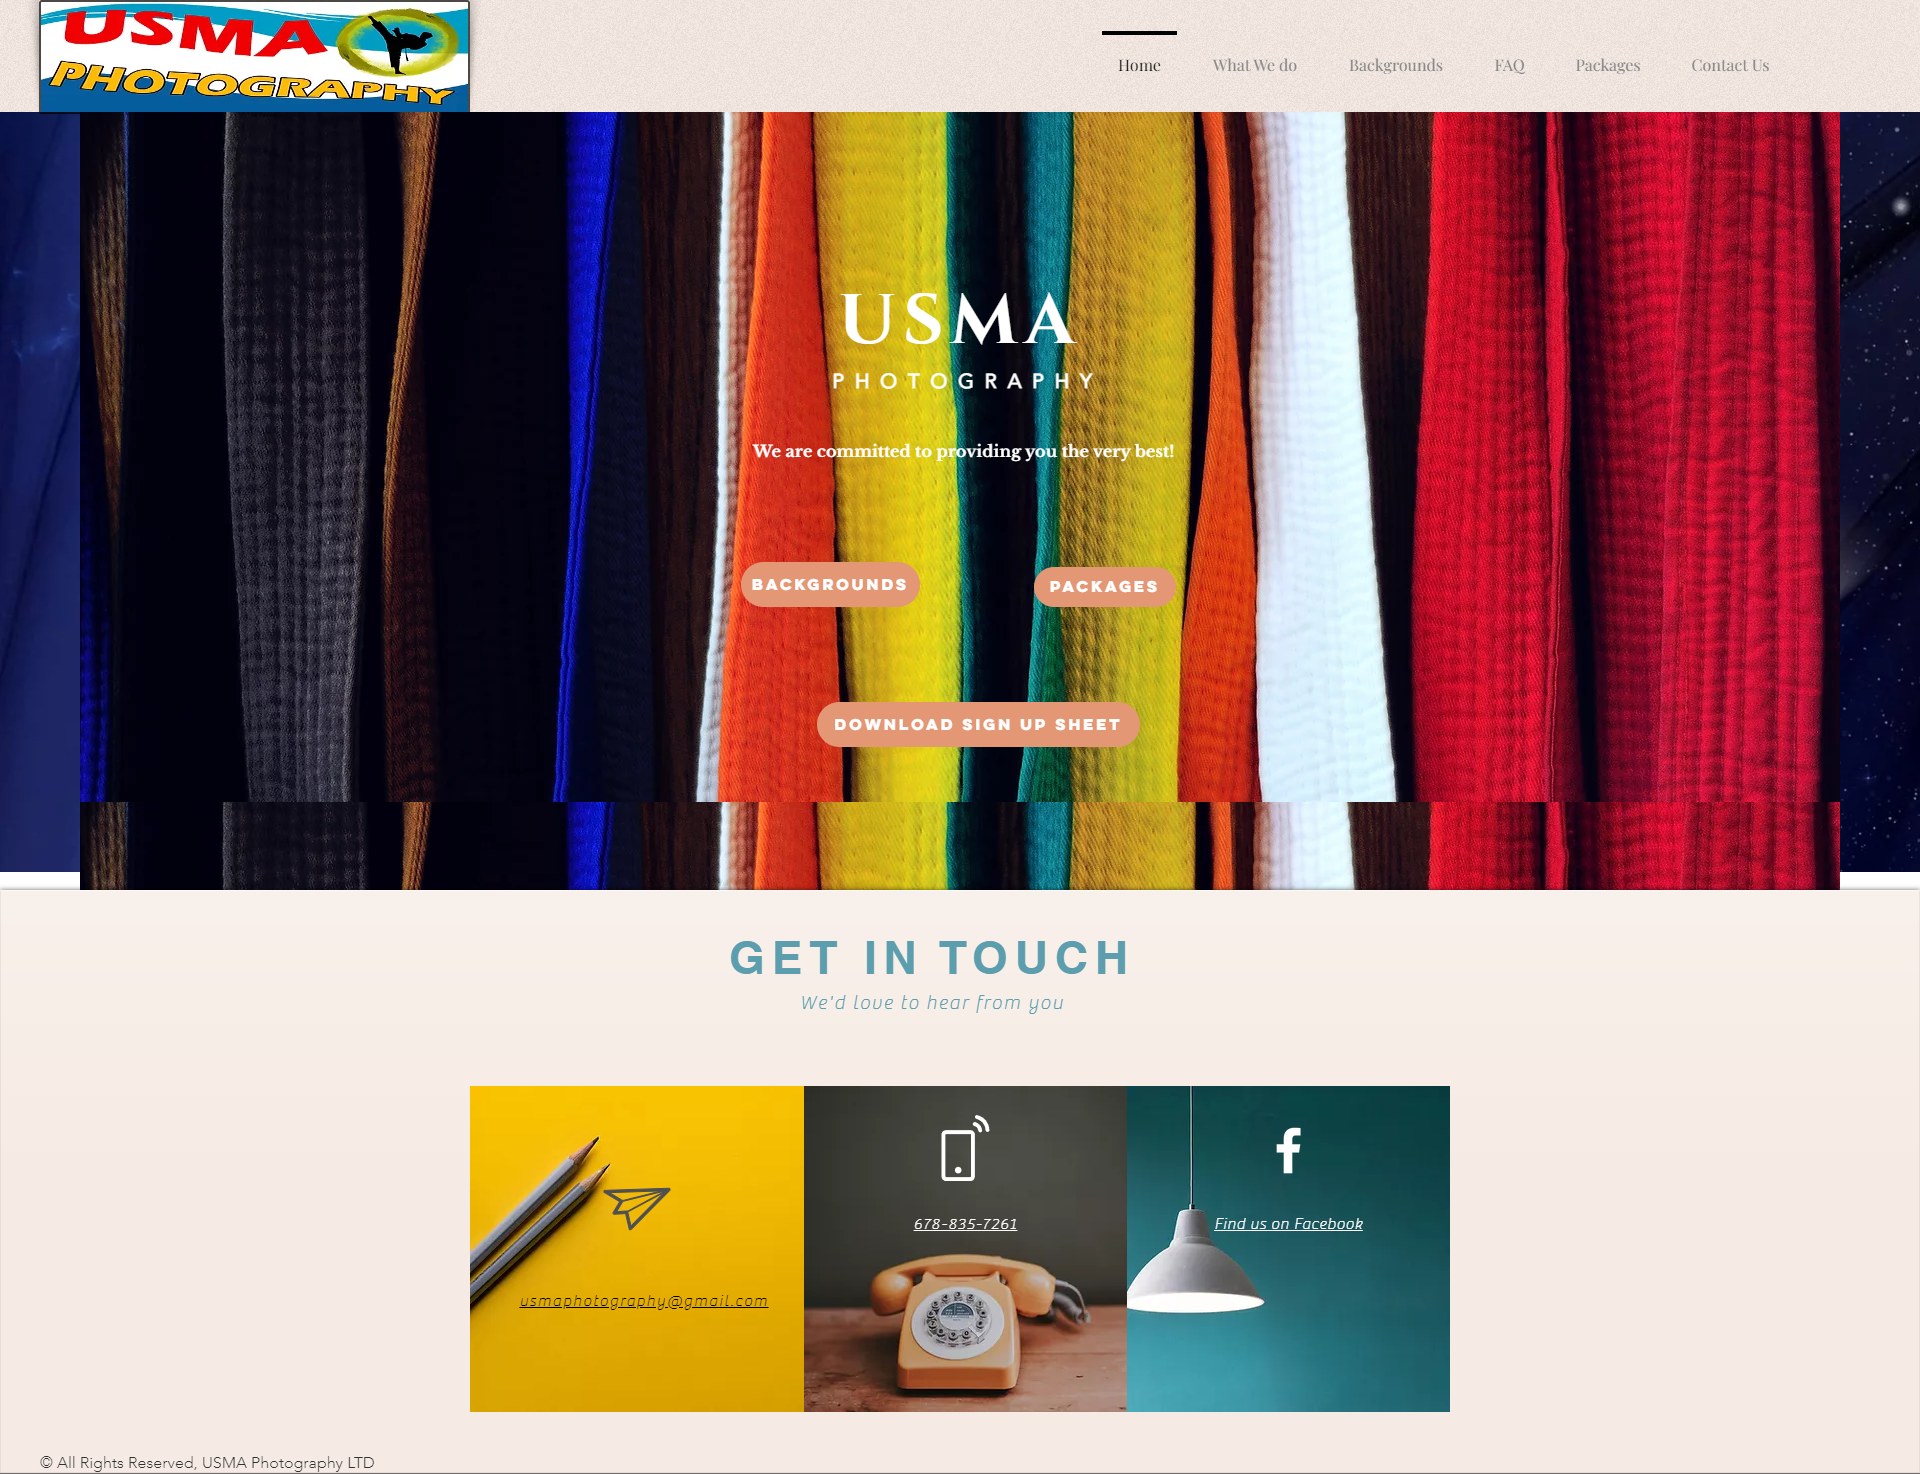 USMA
PHOTOGRAPHY
Home
What We do
Backgrounds
FAQ
Packages
Contact Us
USMA
PHOTOGRAPHY
We are committed to providing you the very best!
BACKGROUNDS
PACKAGES
DOWNLOAD SIGN UP SHEET
GET IN TOUCH
We'd love to hear from you
678-835-7261
Find us on Facebook
usmaphotography@gmail.com
© All Rights Reserved, USMA Photography LTD